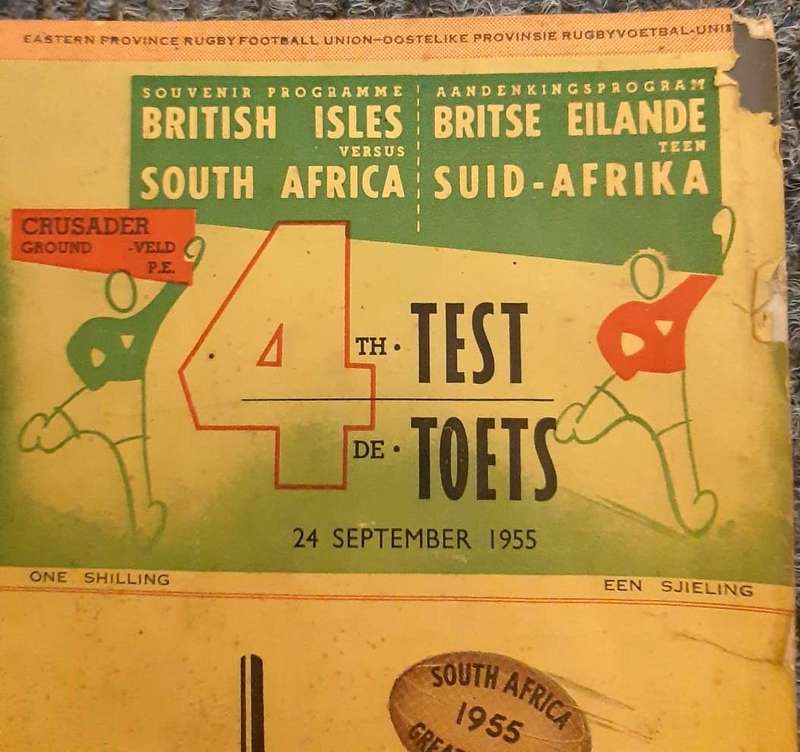 EASTERN PROVINCE RUGBY FOOTBALL UNION—OOSTELIKE PROVINSIE RUGBYVOETBAL-UNI
SOUVENIR PROGRAMME
BRITISH ISLES
VERSUS
SOUTH AFRICA
AANDENKINGSPROGRAM
BRITSE EILANDE
TEEN
SUID-AFRIKA
CRUSADER
GROUND -VELD
P.E.
4TH · TEST
DE · TOETS
24 SEPTEMBER 1955
ONE SHILLING
EEN SJIELING
SOUTH AFRICA
1955
GREA